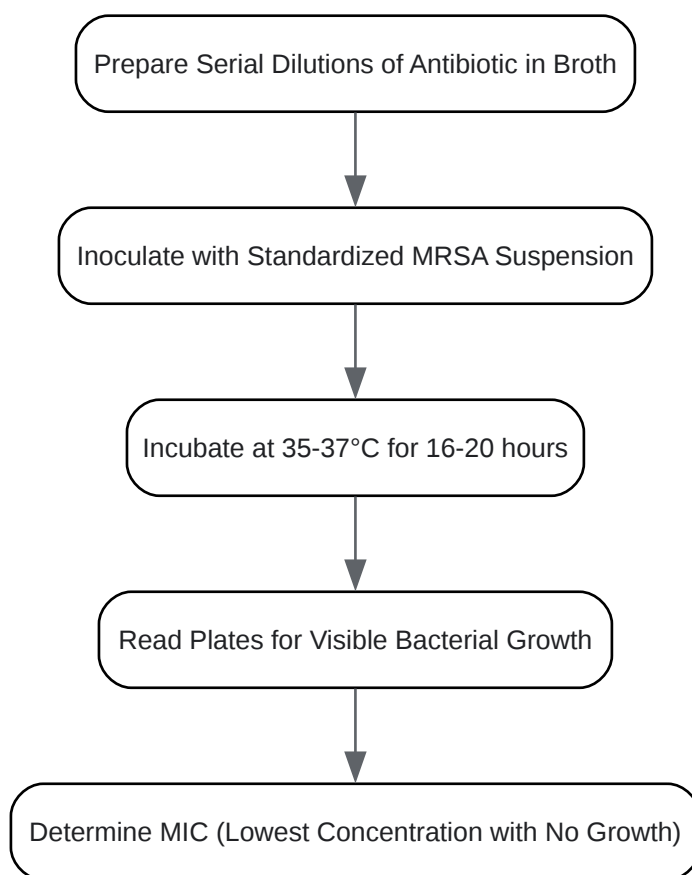 Prepare Serial Dilutions of Antibiotic in Broth
Inoculate with Standardized MRSA Suspension
Incubate at 35-37°C for 16-20 hours
Read Plates for Visible Bacterial Growth
Determine MIC (Lowest Concentration with No Growth)